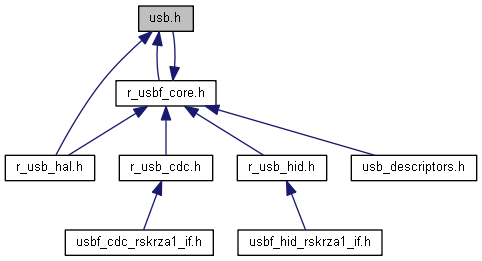 usb.h
r_usbf_core.h
r_usb_hal.h
r_usb_cdc.h
r_usb_hid.h
usb_descriptors.h
usbf_cdc_rskrza1_if.h
usbf_hid_rskrza1_if.h